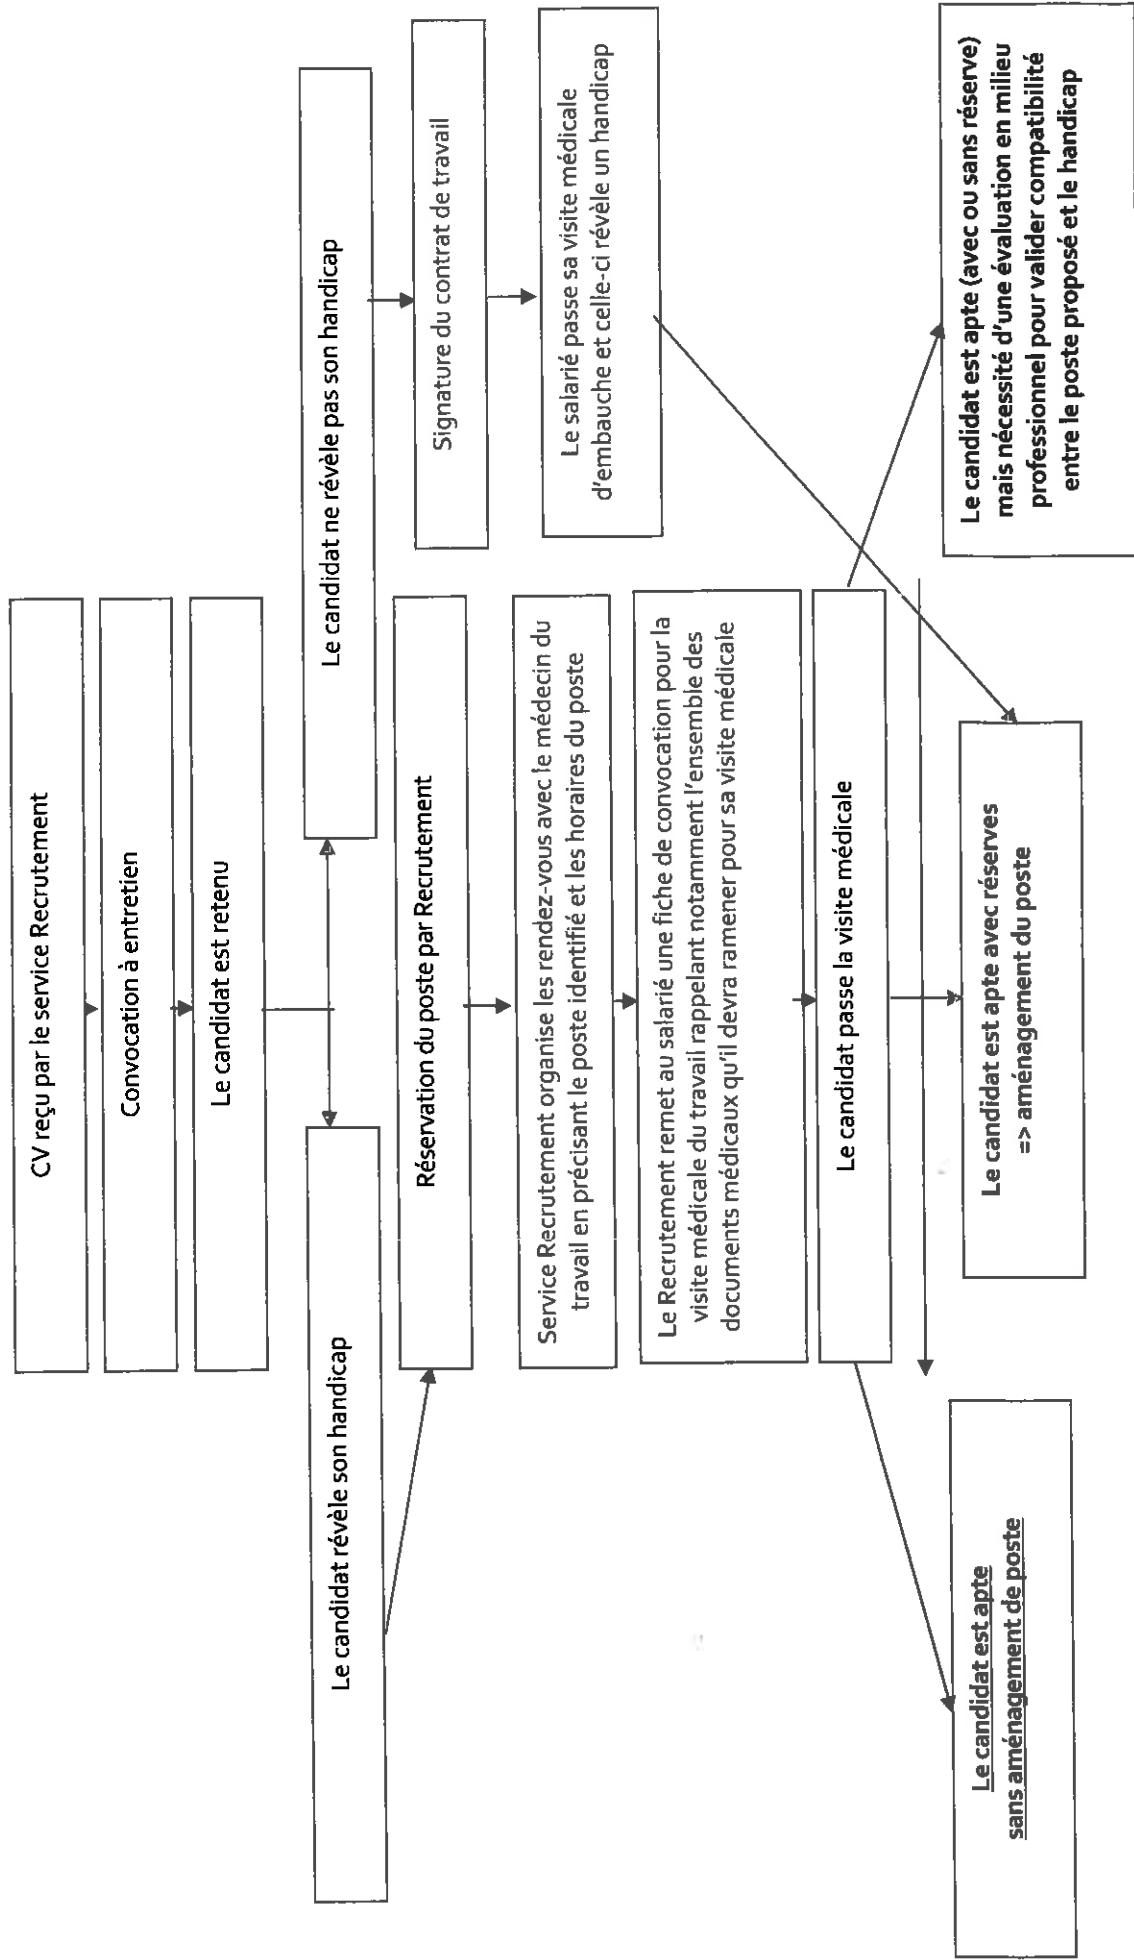 CV reçu par le service Recrutement
Convocation à entretien
Le candidat est retenu
Le candidat révèle son handicap
Le candidat ne révèle pas son handicap
Réservation du poste par Recrutement
Signature du contrat de travail
Service Recrutement organise les rendez-vous avec le médecin du
travail en précisant le poste identifié et les horaires du poste
Le salarié passe sa visite médicale
d'embauche et celle-ci révèle un handicap
Le Recrutement remet au salarié une fiche de convocation pour la
visite médicale du travail rappelant notamment l'ensemble des
documents médicaux qu'il devra ramener pour sa visite médicale
Le candidat passe la visite médicale
Le candidat est apte
sans aménagement de poste
Le candidat est apte avec réserves
=> aménagement du poste
Le candidat est apte (avec ou sans réserve)
mais nécessité d'une évaluation en milieu
professionnel pour valider compatibilité
entre le poste proposé et le handicap